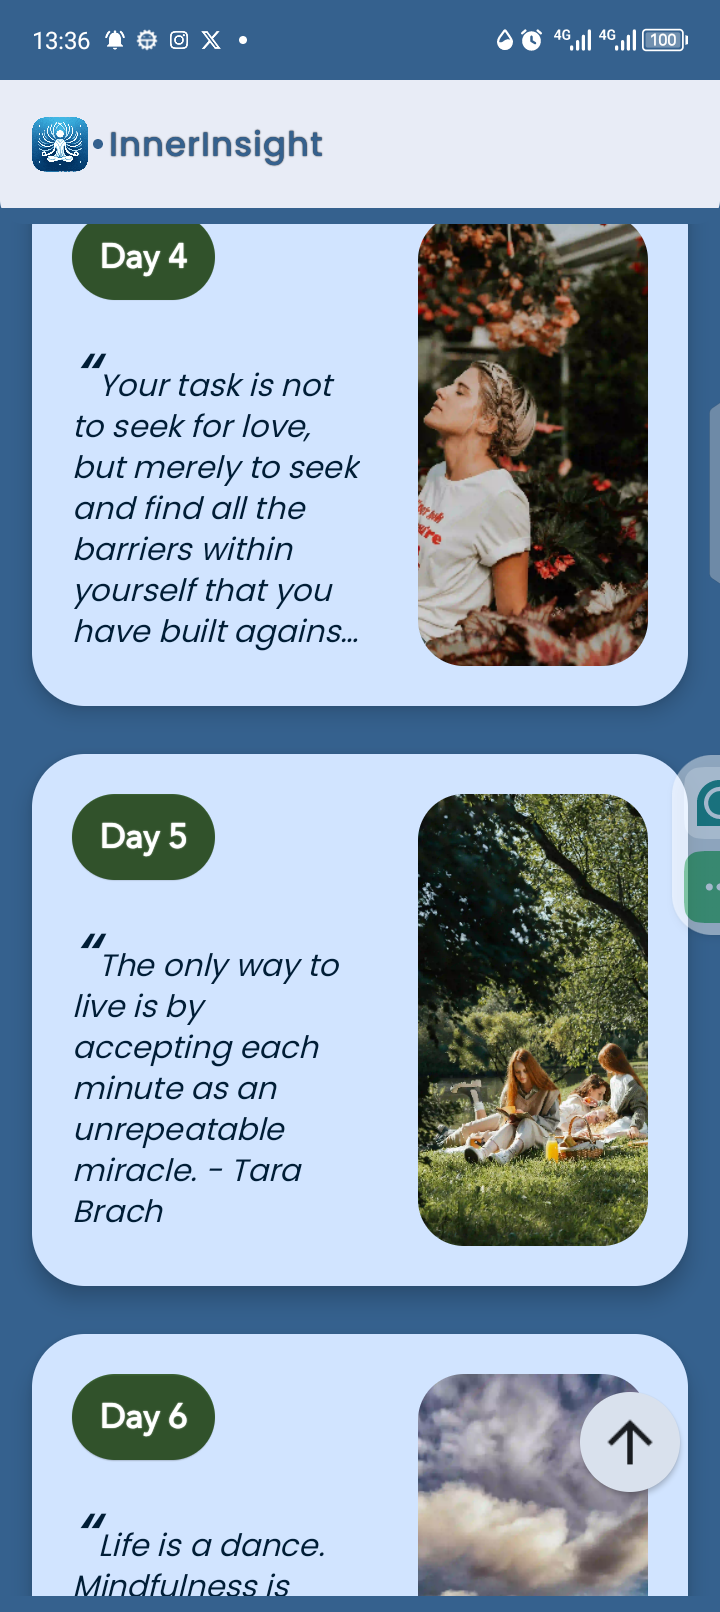 13:36
4G 4G 100
InnerInsight
Day 4
“Your task is not
to seek for love,
but merely to seek
and find all the
barriers within
yourself that you
have built agains...
Day 5
“The only way to
live is by
accepting each
minute as an
unrepeatable
miracle. - Tara
Brach
Day 6
“Life is a dance.
Mindfulness is